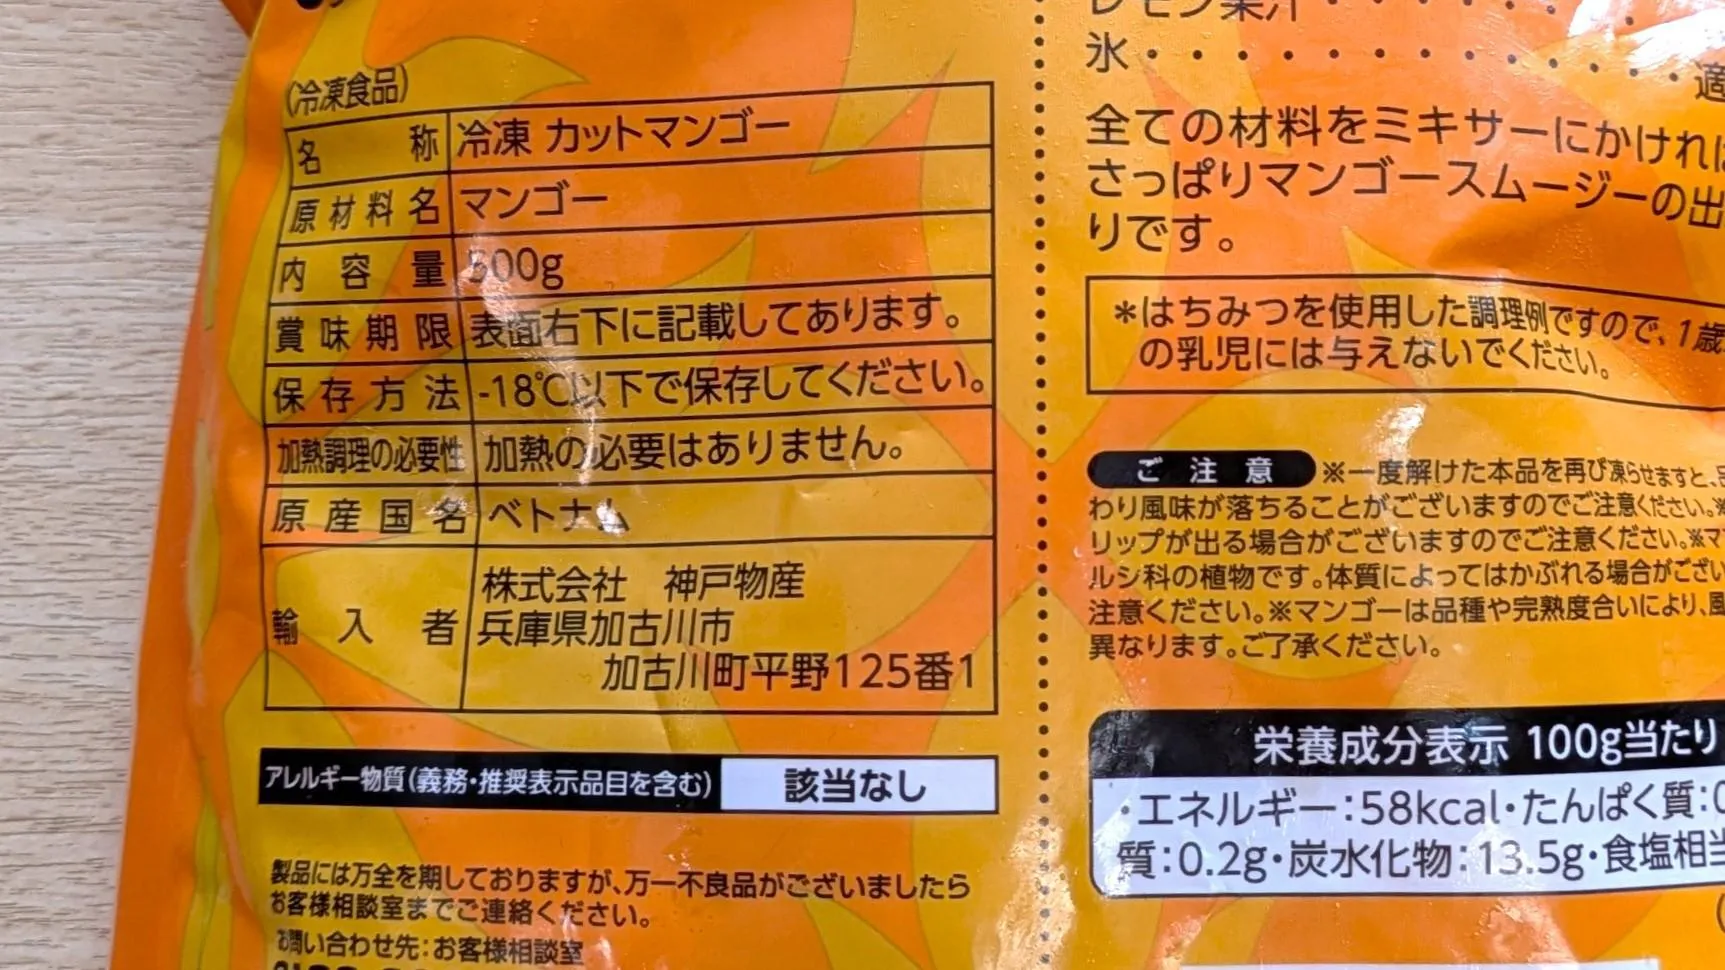 (冷凍食品)
名称 冷凍 カットマンゴー
原材料名 マンゴー
内容量 500g
賞味期限 表面右下に記載してあります。
保存方法 -18℃以下で保存してください。
加熱調理の必要性 加熱の必要はありません。
原産国名 ベトナム
輸入者 株式会社 神戸物産
兵庫県加古川市
加古川町平野125番1
アレルギー物質(義務・推奨表示品目を含む) 該当なし
製品には万全を期しておりますが、万一不良品がございましたら
お客様相談室までご連絡ください。
お問い合わせ先:お客様相談室
レモン果汁・・・・・・・
氷・・・・・・・・・・・・・適
全ての材料をミキサーにかければ
さっぱりマンゴースムージーの出
りです。
*はちみつを使用した調理例ですので、1歳
の乳児には与えないでください。
ご注意 ※一度解けた本品を再び凍らせますと、
わり風味が落ちることがございますのでご注意ください。※
リップが出る場合がございますのでご注意ください。※マ
ルシ科の植物です。体質によってはかぶれる場合がござい
注意ください。※マンゴーは品種や完熟度合いにより、風
異なります。ご了承ください。
栄養成分表示 100g当たり
・エネルギー:58kcal・たんぱく質:0
質:0.2g・炭水化物:13.5g・食塩相当